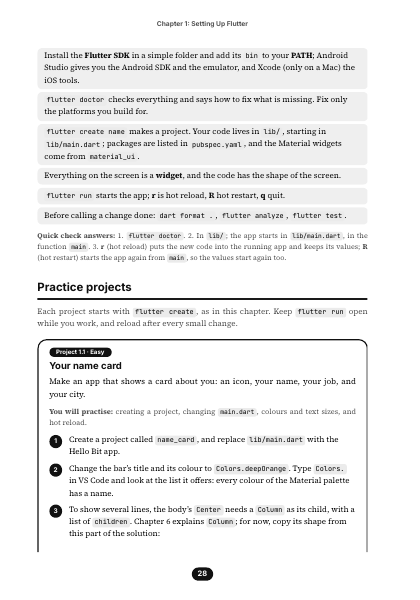 Chapter 1: Setting Up Flutter
Install the Flutter SDK in a simple folder and add its bin to your PATH; Android
Studio gives you the Android SDK and the emulator, and Xcode (only on a Mac) the
iOS tools.
flutter doctor checks everything and says how to fix what is missing. Fix only
the platforms you build for.
flutter create name makes a project. Your code lives in lib/, starting in
lib/main.dart; packages are listed in pubspec.yaml, and the Material widgets
come from material_ui.
Everything on the screen is a widget, and the code has the shape of the screen.
flutter run starts the app; r is hot reload, R hot restart, q quit.
Before calling a change done: dart format ., flutter analyze, flutter test.
Quick check answers: 1. flutter doctor. 2. In lib/; the app starts in lib/main.dart, in the
function main. 3. r (hot reload) puts the new code into the running app and keeps its values; R
(hot restart) starts the app again from main, so the values start again too.
Practice projects
Each project starts with flutter create, as in this chapter. Keep flutter run open
while you work, and reload after every small change.
Project 1.1 · Easy
Your name card
Make an app that shows a card about you: an icon, your name, your job, and
your city.
You will practise: creating a project, changing main.dart, colours and text sizes, and
hot reload.
1 Create a project called name_card, and replace lib/main.dart with the
Hello Bit app.
2 Change the bar's title and its colour to Colors.deepOrange. Type Colors.
in VS Code and look at the list it offers: every colour of the Material palette
has a name.
3 To show several lines, the body's Center needs a Column as its child, with a
list of children. Chapter 6 explains Column; for now, copy its shape from
this part of the solution:
28